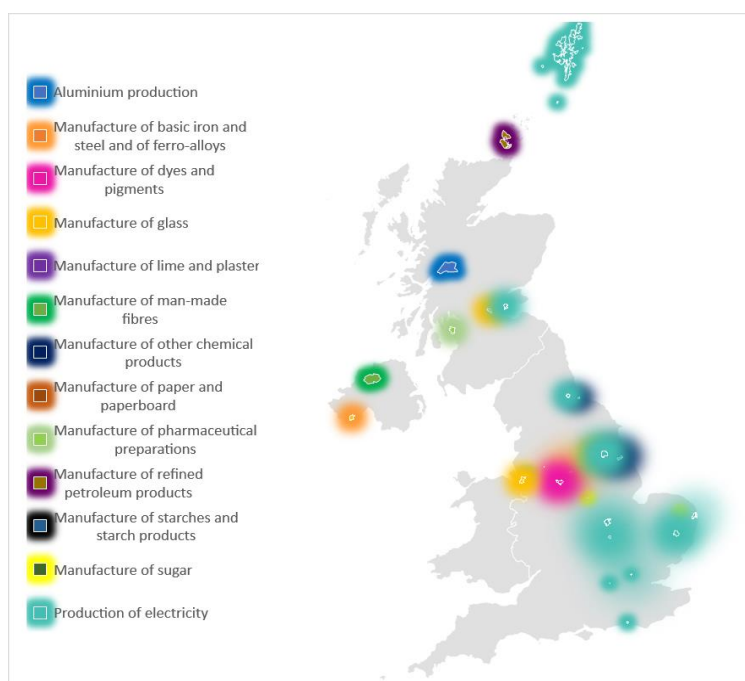 Aluminium production
Manufacture of basic iron and
steel and of ferro-alloys
Manufacture of dyes and
pigments
Manufacture of glass
Manufacture of lime and plaster
Manufacture of man-made
fibres
Manufacture of other chemical
products
Manufacture of paper and
paperboard
Manufacture of pharmaceutical
preparations
Manufacture of refined
petroleum products
Manufacture of starches and
starch products
Manufacture of sugar
Production of electricity